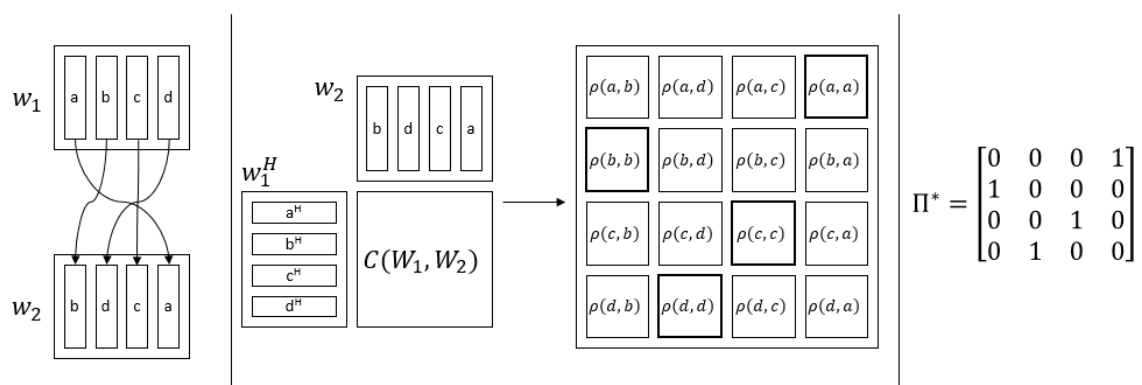 w₁
a b c d
w₂
b d c a
w₂
b d c a
w₁ᴴ
aᴴ
bᴴ
cᴴ
dᴴ
C(W₁, W₂)
ρ(a, b) ρ(a, d) ρ(a, c) ρ(a, a)
ρ(b, b) ρ(b, d) ρ(b, c) ρ(b, a)
ρ(c, b) ρ(c, d) ρ(c, c) ρ(c, a)
ρ(d, b) ρ(d, d) ρ(d, c) ρ(d, a)
Π* =
0 0 0 1
1 0 0 0
0 0 1 0
0 1 0 0